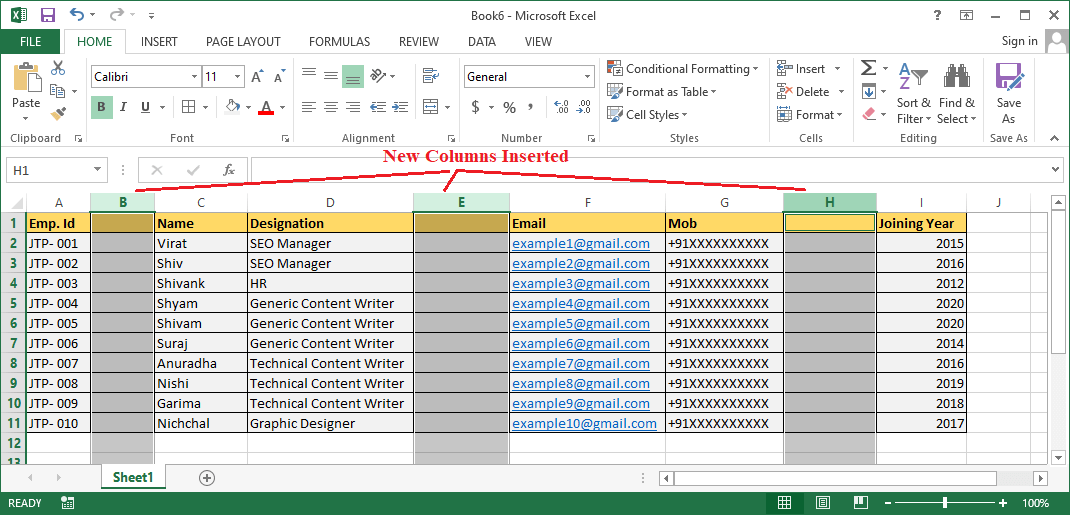 Book6 - Microsoft Excel
?
FILE HOME INSERT PAGE LAYOUT FORMULAS REVIEW DATA VIEW Sign in
Calibri 11 A A General Conditional Formatting Insert Σ A Z
Paste B I U A $ % , .0 .00 Format as Table Delete Sort & Find & Save
Cell Styles Format Filter Select As
Clipboard Font Alignment Number Styles Cells Editing Save As
New Columns Inserted
H1 fx
A B C D E F G H I J
1 Emp. Id Name Designation Email Mob Joining Year
2 JTP- 001 Virat SEO Manager example1@gmail.com +91XXXXXXXXXX 2015
3 JTP- 002 Shiv SEO Manager example2@gmail.com +91XXXXXXXXXX 2016
4 JTP- 003 Shivank HR example3@gmail.com +91XXXXXXXXXX 2012
5 JTP- 004 Shyam Generic Content Writer example4@gmail.com +91XXXXXXXXXX 2020
6 JTP- 005 Shivam Generic Content Writer example5@gmail.com +91XXXXXXXXXX 2020
7 JTP- 006 Suraj Generic Content Writer example6@gmail.com +91XXXXXXXXXX 2014
8 JTP- 007 Anuradha Technical Content Writer example7@gmail.com +91XXXXXXXXXX 2016
9 JTP- 008 Nishi Technical Content Writer example8@gmail.com +91XXXXXXXXXX 2019
10 JTP- 009 Garima Technical Content Writer example9@gmail.com +91XXXXXXXXXX 2018
11 JTP- 010 Nichchal Graphic Designer example10@gmail.com +91XXXXXXXXXX 2017
12
13
Sheet1
READY 100%